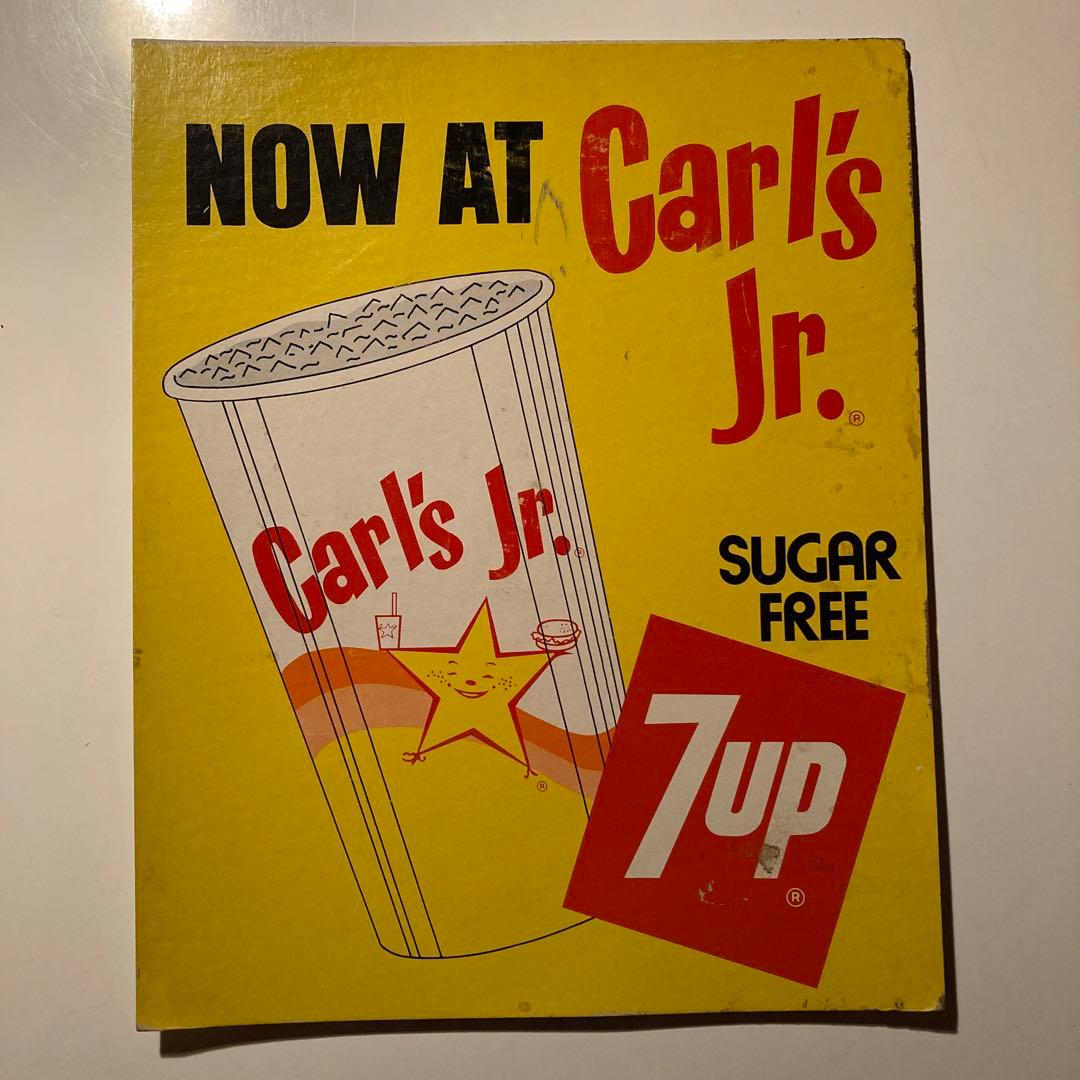 NOW AT Carl's
Jr.®
Carl's Jr.®
®
SUGAR
FREE
7UP
®